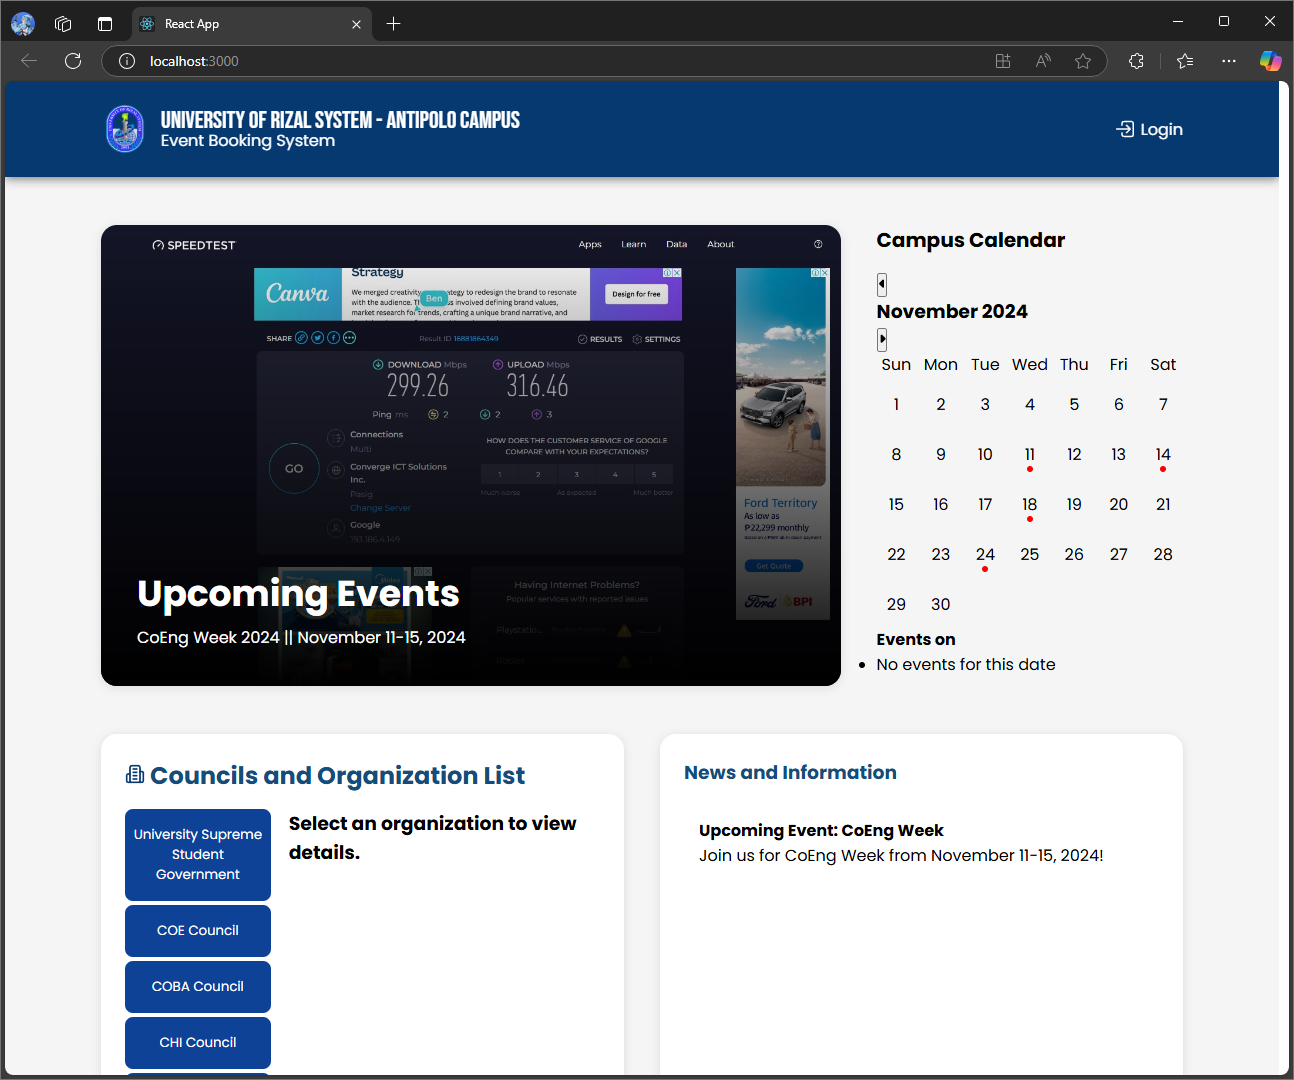 React App
localhost:3000
UNIVERSITY OF RIZAL SYSTEM - ANTIPOLO CAMPUS
Event Booking System
Login
SPEEDTEST
Apps Learn Data About
Strategy
Canva
We merged creativity strategy to redesign the brand to resonate
with the audience. involved defining brand values,
market research for trends, crafting a unique brand narrative, and
Ben
Design for free
SHARE
Result ID 16881864349
RESULTS SETTINGS
DOWNLOAD Mbps
299.26
UPLOAD Mbps
316.46
Ping ms 2 2 3
GO
Connections
Multi
Converge ICT Solutions
Inc.
Pasig
Change Server
Google
193.186.4.149
HOW DOES THE CUSTOMER SERVICE OF GOOGLE
COMPARE WITH YOUR EXPECTATIONS?
1 2 3 4 5
Much worse As expected Much better
Ford Territory
As low as
₱22,299 monthly
Get Quote
Ford BPI
Having Internet Problems?
Popular services with reported issues
Playstatio...
Roblox
Upcoming Events
CoEng Week 2024 || November 11-15, 2024
Campus Calendar
November 2024
Sun Mon Tue Wed Thu Fri Sat
1 2 3 4 5 6 7
8 9 10 11 12 13 14
15 16 17 18 19 20 21
22 23 24 25 26 27 28
29 30
Events on
No events for this date
Councils and Organization List
University Supreme
Student
Government
COE Council
COBA Council
CHI Council
Select an organization to view
details.
News and Information
Upcoming Event: CoEng Week
Join us for CoEng Week from November 11-15, 2024!